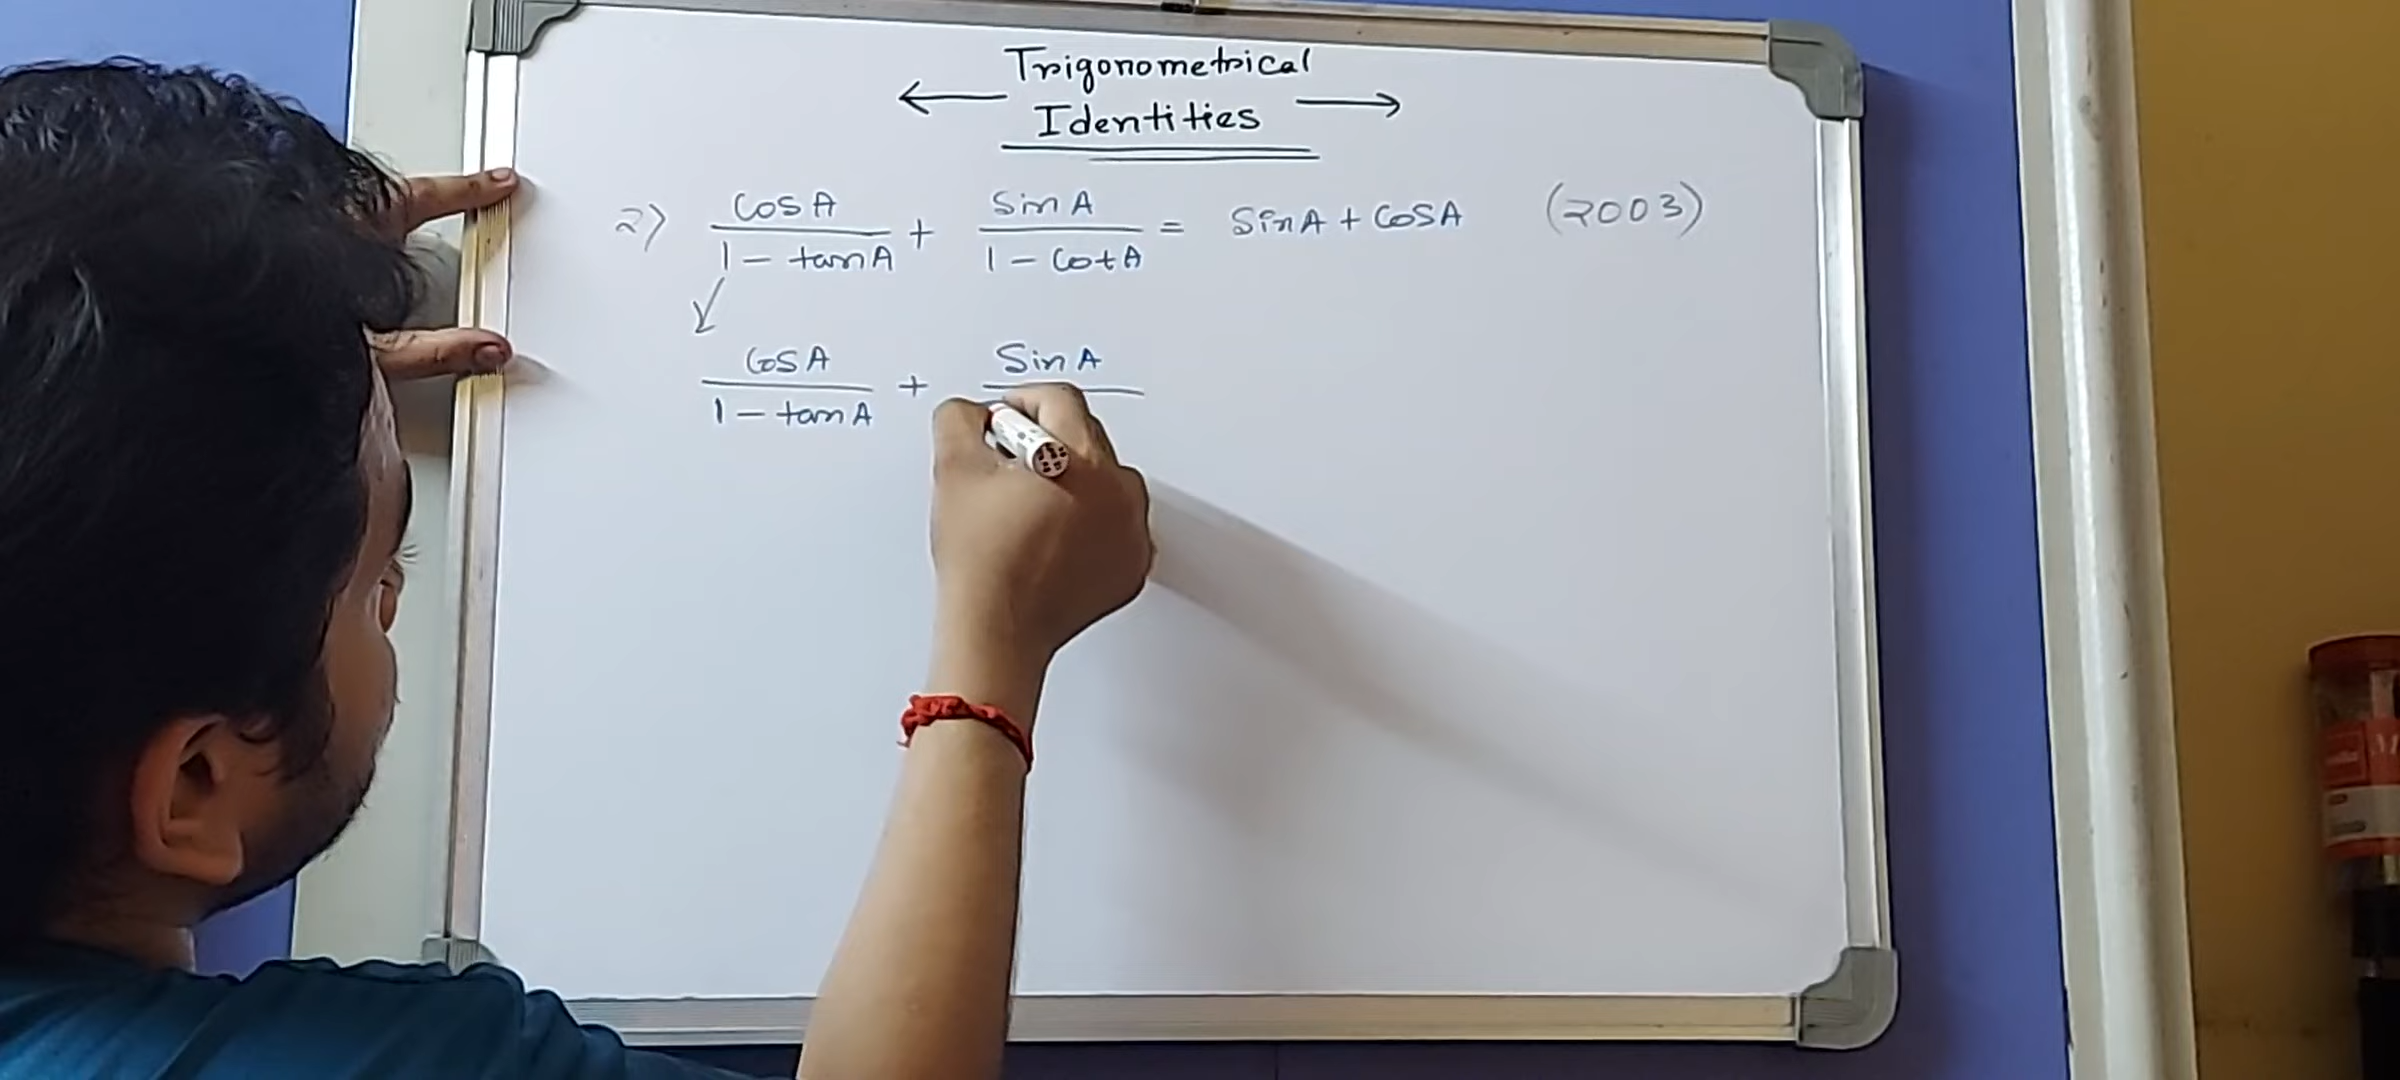 Trigonometrical
Identities
2) cosA/(1 - tanA) + sinA/(1 - cotA) = sinA + cosA (2003)
cosA/(1 - tanA) + sinA